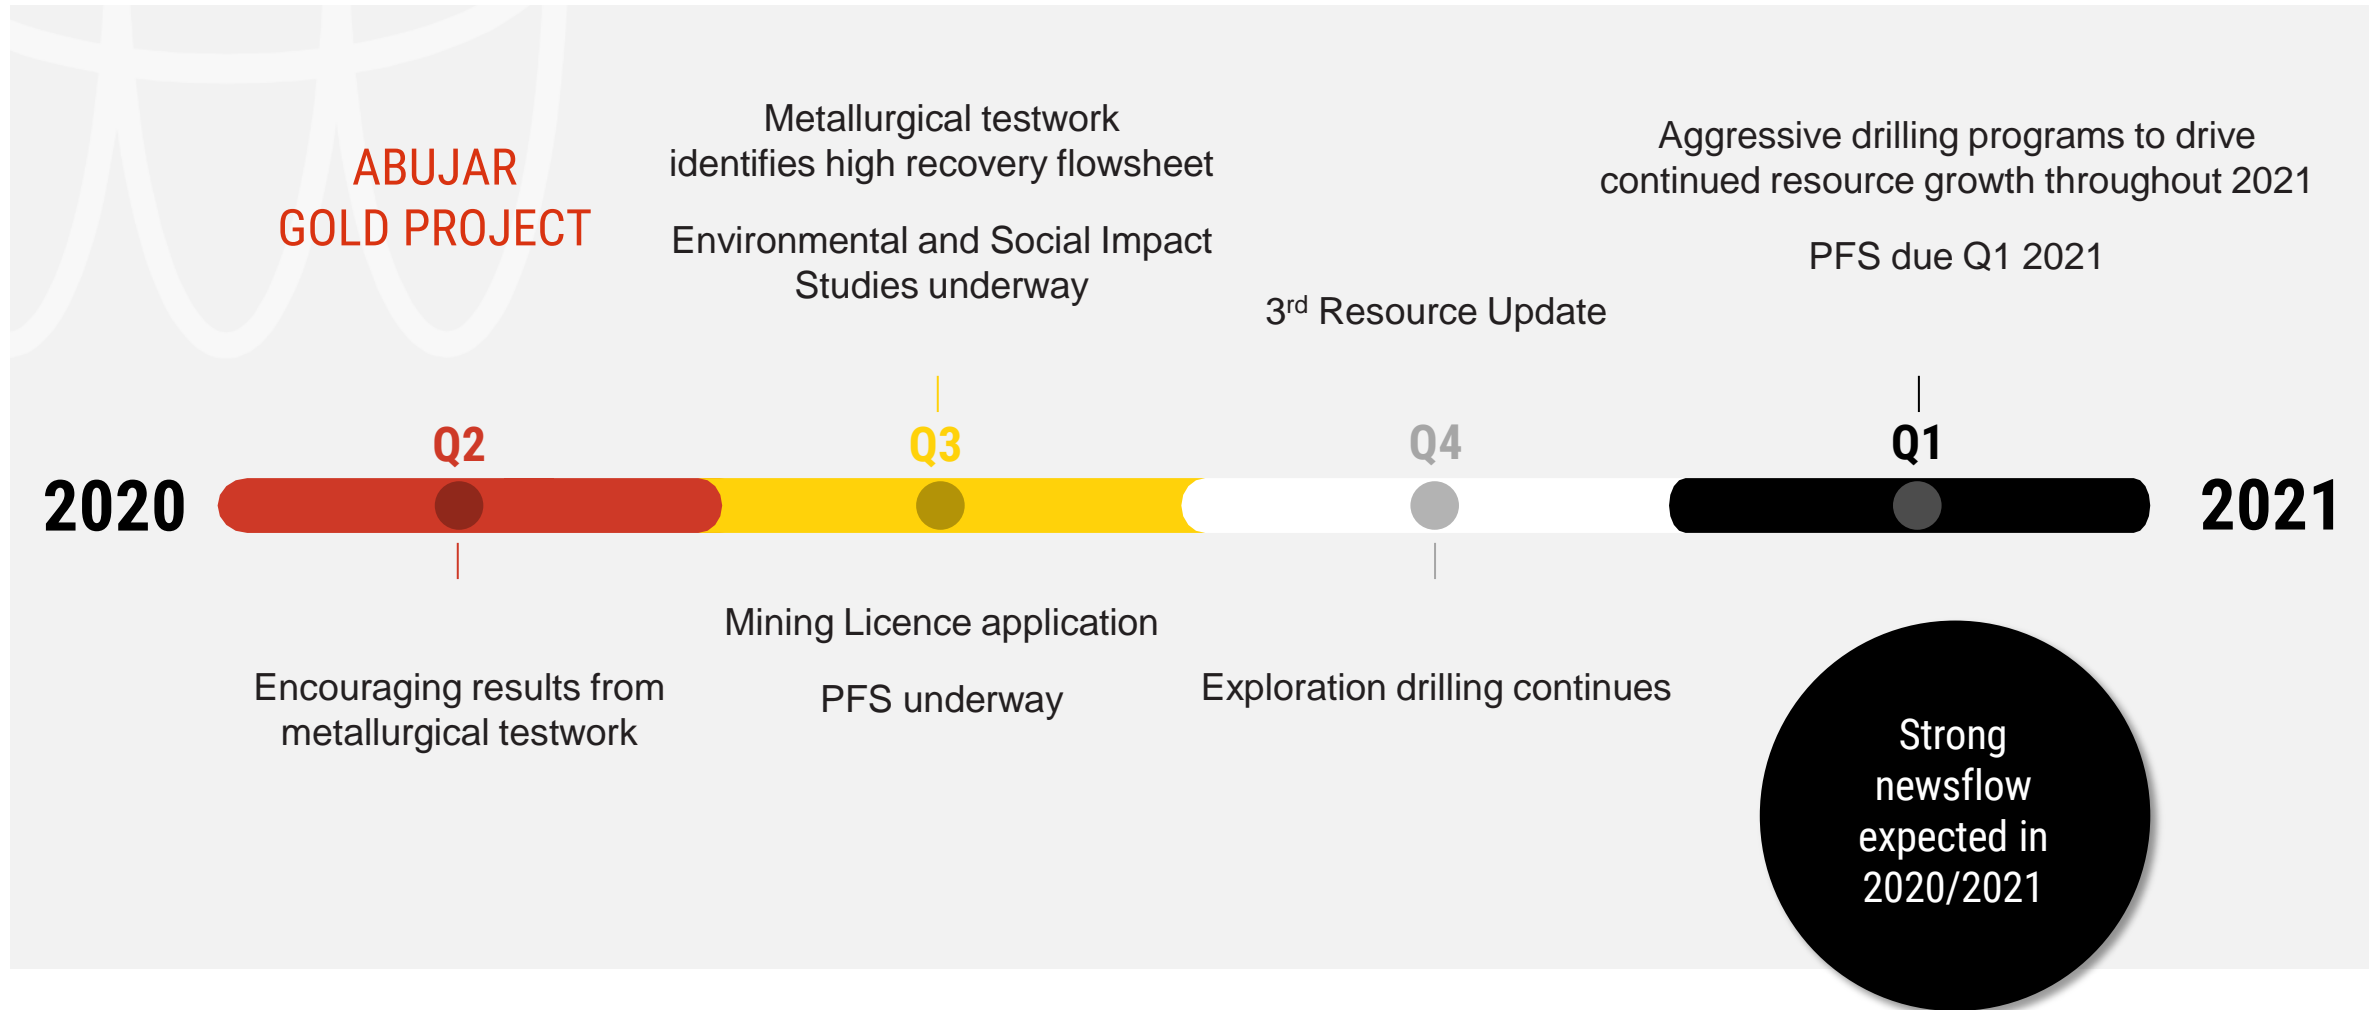 ABUJAR
GOLD PROJECT
Metallurgical testwork
identifies high recovery flowsheet
Environmental and Social Impact
Studies underway
3rd Resource Update
Aggressive drilling programs to drive
continued resource growth throughout 2021
PFS due Q1 2021
Q2
Q3
Q4
Q1
2020
2021
Encouraging results from
metallurgical testwork
Mining Licence application
PFS underway
Exploration drilling continues
Strong
newsflow
expected in
2020/2021